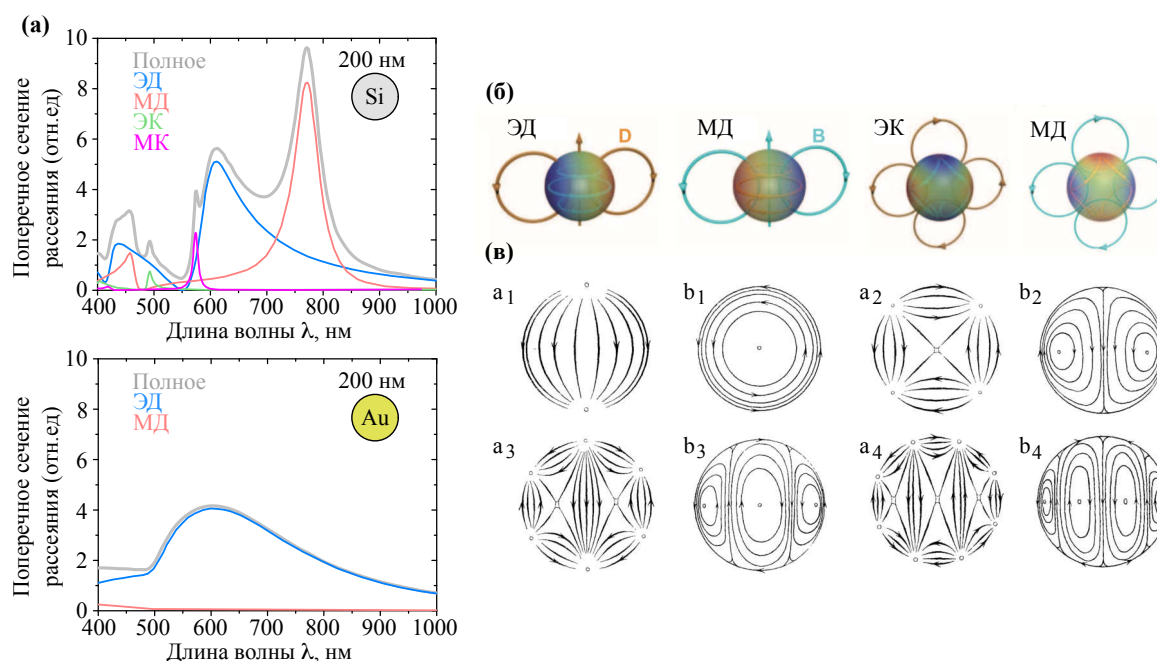 (а)
Поперечное сечение
рассеяния (отн.ед)
10
8
6
4
2
0
Полное
ЭД
МД
ЭК
МК
200 нм
Si
400 500 600 700 800 900 1000
Длина волны λ, нм
Поперечное сечение
рассеяния (отн.ед)
10
8
6
4
2
0
Полное
ЭД
МД
200 нм
Au
400 500 600 700 800 900 1000
Длина волны λ, нм
(б)
ЭД МД ЭК МД
D B
(в)
a1 b1 a2 b2
a3 b3 a4 b4